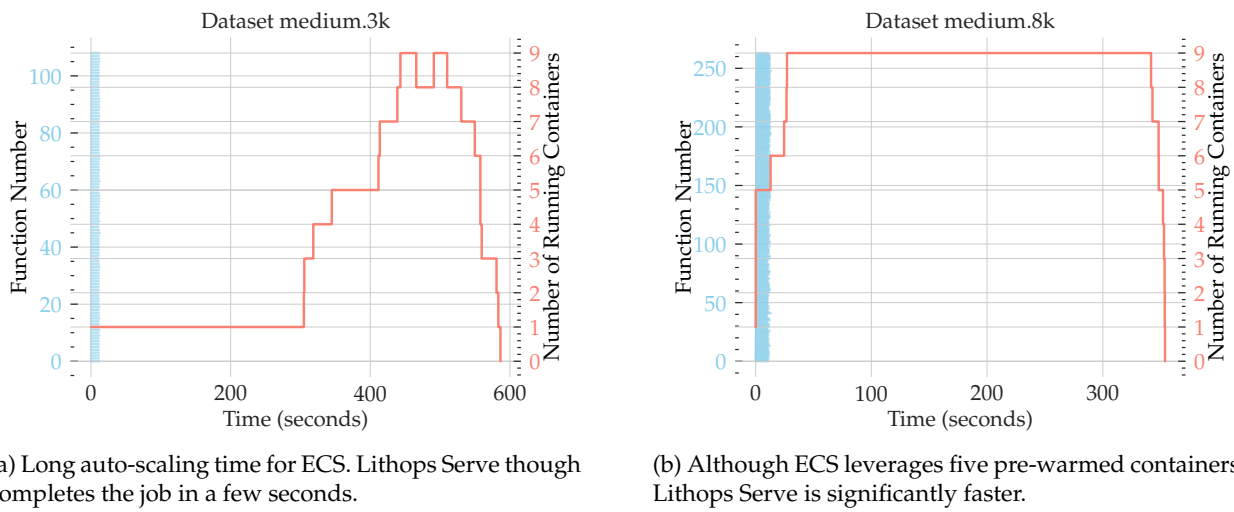 Dataset medium.3k
Function Number
100
80
60
40
20
0
9
8
7
6
5
4
3
2
1
0
Number of Running Containers
0 200 400 600
Time (seconds)
a) Long auto-scaling time for ECS. Lithops Serve though
ompletes the job in a few seconds.
Dataset medium.8k
Function Number
250
200
150
100
50
0
9
8
7
6
5
4
3
2
1
0
Number of Running Containers
0 100 200 300
Time (seconds)
(b) Although ECS leverages five pre-warmed containers
Lithops Serve is significantly faster.